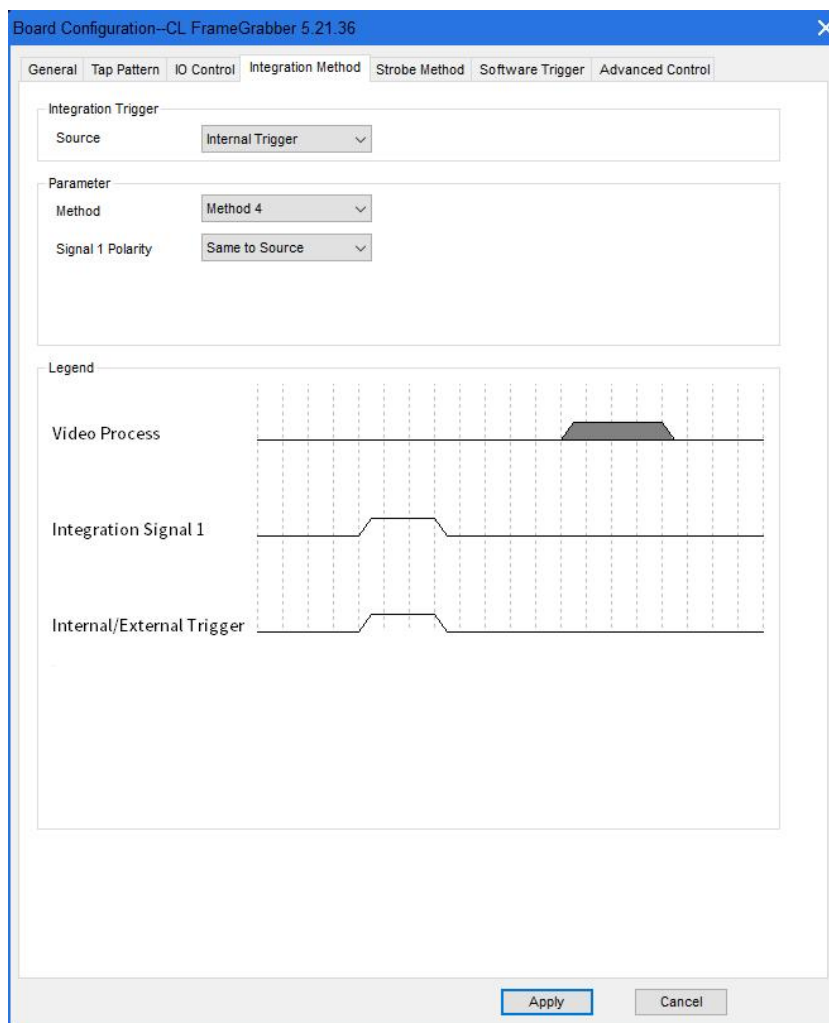 Board Configuration--CL FrameGrabber 5.21.36
General Tap Pattern IO Control Integration Method Strobe Method Software Trigger Advanced Control
Integration Trigger
Source Internal Trigger
Parameter
Method Method 4
Signal 1 Polarity Same to Source
Legend
Video Process
Integration Signal 1
Internal/External Trigger
Apply Cancel